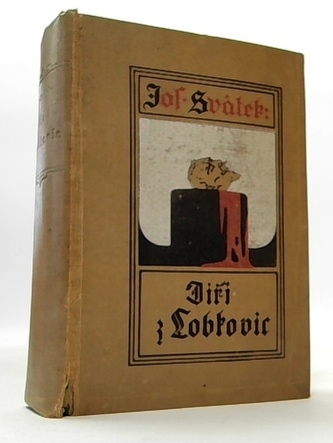 Jos. Svátek:
Jiří
z Lobkovic